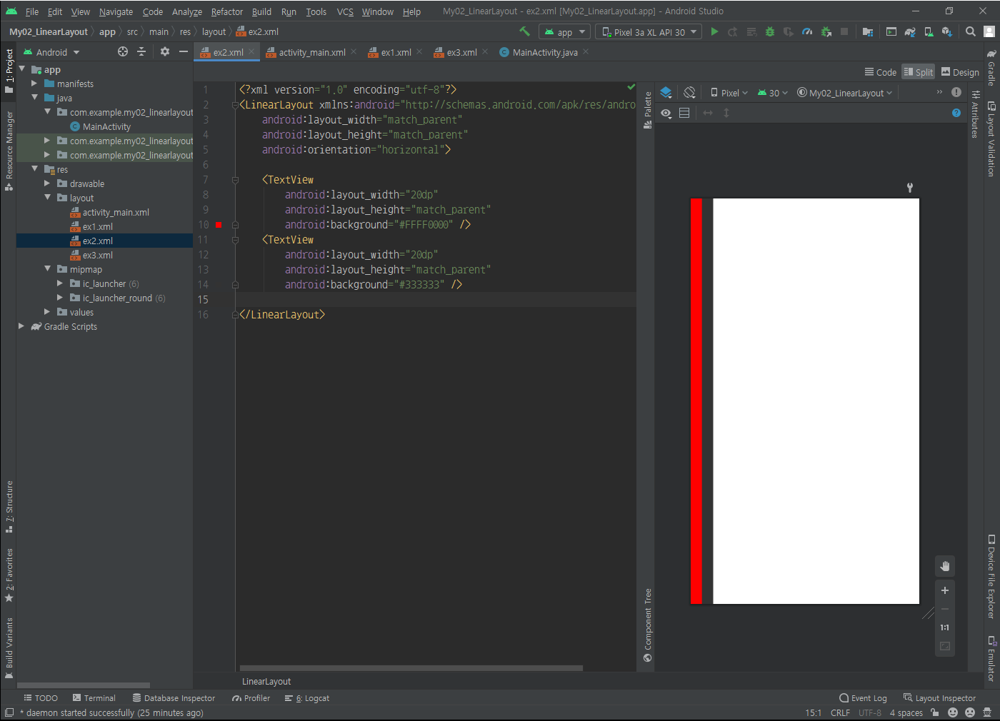 File Edit View Navigate Code Analyze Refactor Build Run Tools VCS Window Help My02_LinearLayout - ex2.xml [My02_LinearLayout.app] - Android Studio
My02_LinearLayout app src main res layout ex2.xml app Pixel 3a XL API 30
1: Project
Resource Manager
7: Structure
2: Favorites
Build Variants
Android
app
manifests
java
com.example.my02_linearlayout
MainActivity
com.example.my02_linearlayout
com.example.my02_linearlayout
res
drawable
layout
activity_main.xml
ex1.xml
ex2.xml
ex3.xml
mipmap
ic_launcher (6)
ic_launcher_round (6)
values
Gradle Scripts
ex2.xml activity_main.xml ex1.xml ex3.xml MainActivity.java
Code Split Design
1 <?xml version="1.0" encoding="utf-8"?>
2 <LinearLayout xmlns:android="http://schemas.android.com/apk/res/andro
3 android:layout_width="match_parent"
4 android:layout_height="match_parent"
5 android:orientation="horizontal">
6
7 <TextView
8 android:layout_width="20dp"
9 android:layout_height="match_parent"
10 android:background="#FFFF0000" />
11 <TextView
12 android:layout_width="20dp"
13 android:layout_height="match_parent"
14 android:background="#333333" />
15
16 </LinearLayout>
LinearLayout
Palette
Component Tree
Pixel 30 My02_LinearLayout »
1:1
Attributes
Gradle
Layout Validation
Device File Explorer
Emulator
TODO Terminal Database Inspector Profiler 6: Logcat Event Log Layout Inspector
* daemon started successfully (25 minutes ago) 15:1 CRLF UTF-8 4 spaces